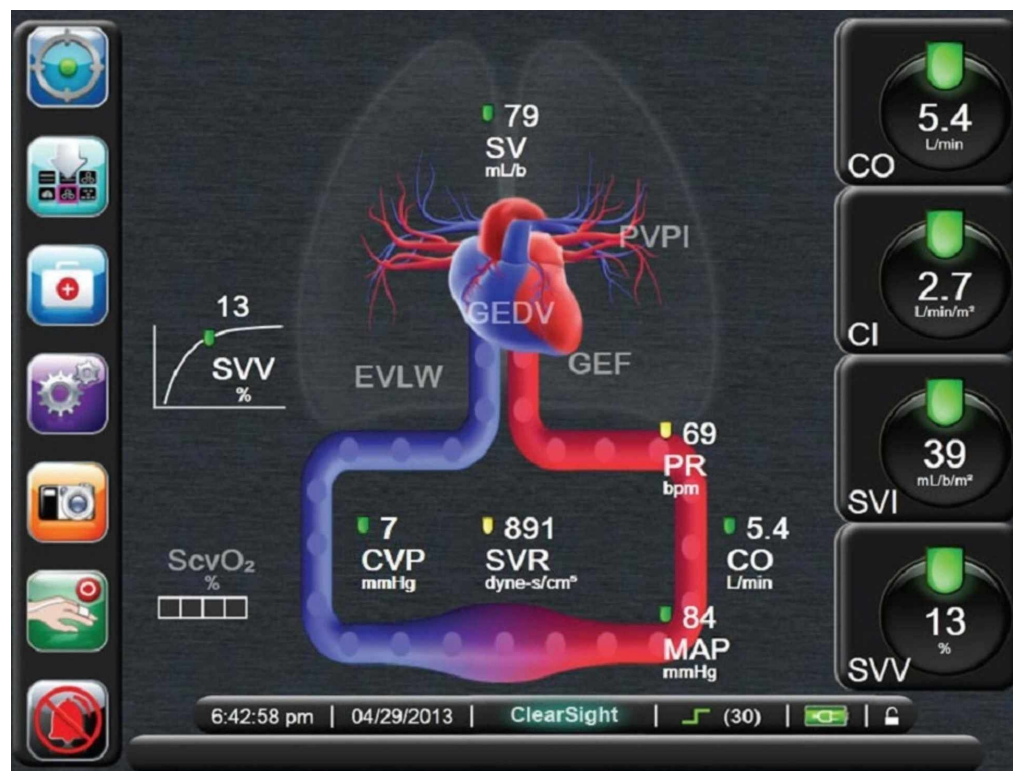 79
SV
mL/b
PVPI
GEDV
13
SVV
%
EVLW
GEF
69
PR
bpm
7
CVP
mmHg
891
SVR
dyne-s/cm⁵
5.4
CO
L/min
ScvO₂
%
84
MAP
mmHg
5.4
L/min
CO
2.7
L/min/m²
CI
39
mL/b/m²
SVI
13
%
SVV
6:42:58 pm | 04/29/2013 | ClearSight | (30) |